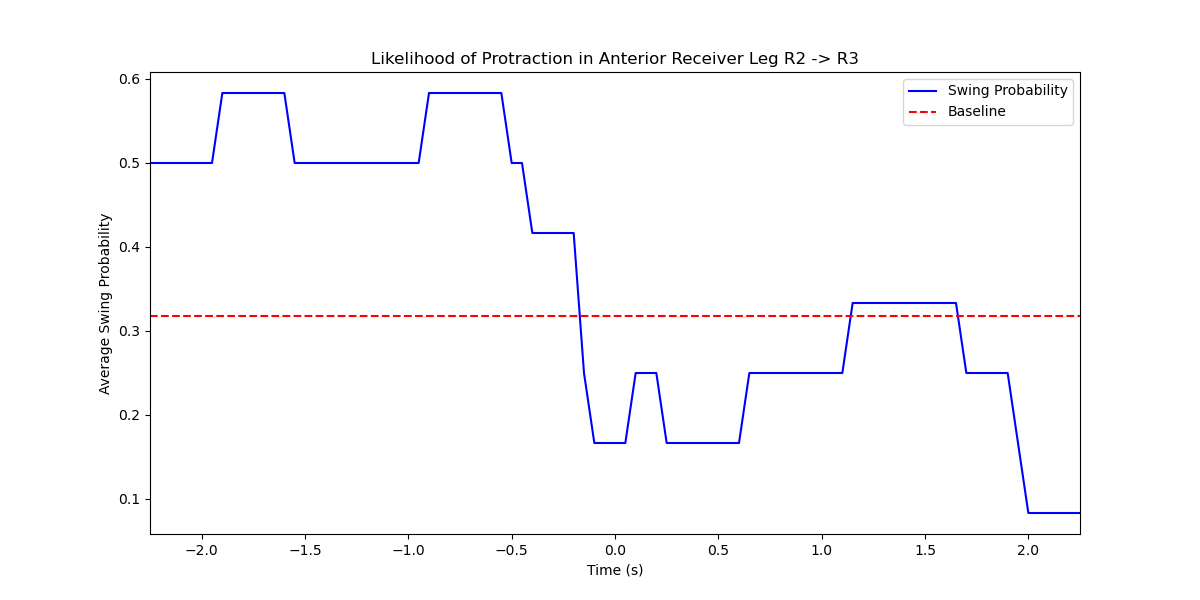 Likelihood of Protraction in Anterior Receiver Leg R2 -> R3
Swing Probability
Baseline
Average Swing Probability
0.6
0.5
0.4
0.3
0.2
0.1
−2.0 −1.5 −1.0 −0.5 0.0 0.5 1.0 1.5 2.0
Time (s)